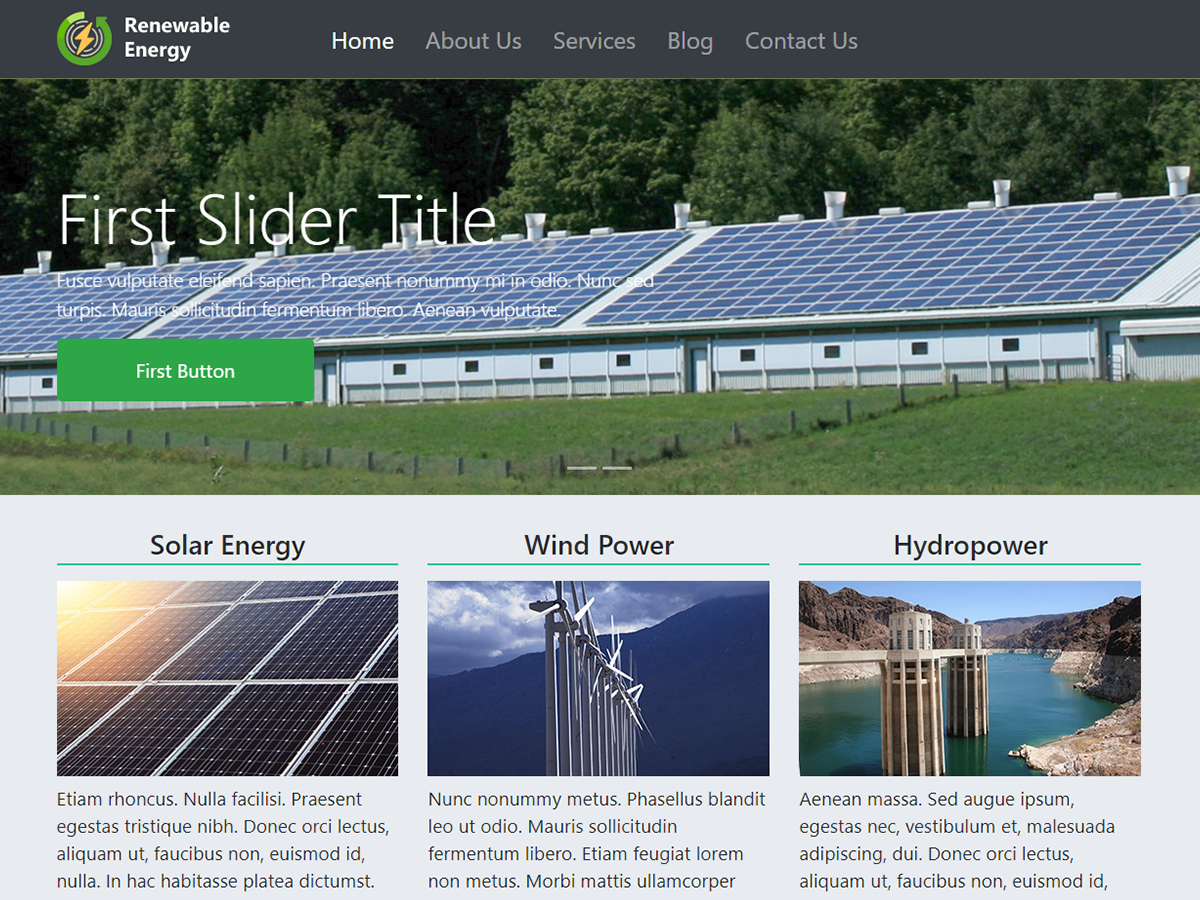 Renewable
Energy
Home About Us Services Blog Contact Us
First Slider Title
Fusce vulputate eleifend sapien. Praesent nonummy mi in odio. Nunc sed
turpis. Mauris sollicitudin fermentum libero. Aenean vulputate.
First Button
Solar Energy
Etiam rhoncus. Nulla facilisi. Praesent
egestas tristique nibh. Donec orci lectus,
aliquam ut, faucibus non, euismod id,
nulla. In hac habitasse platea dictumst.
Wind Power
Nunc nonummy metus. Phasellus blandit
leo ut odio. Mauris sollicitudin
fermentum libero. Etiam feugiat lorem
non metus. Morbi mattis ullamcorper
Hydropower
Aenean massa. Sed augue ipsum,
egestas nec, vestibulum et, malesuada
adipiscing, dui. Donec orci lectus,
aliquam ut, faucibus non, euismod id,